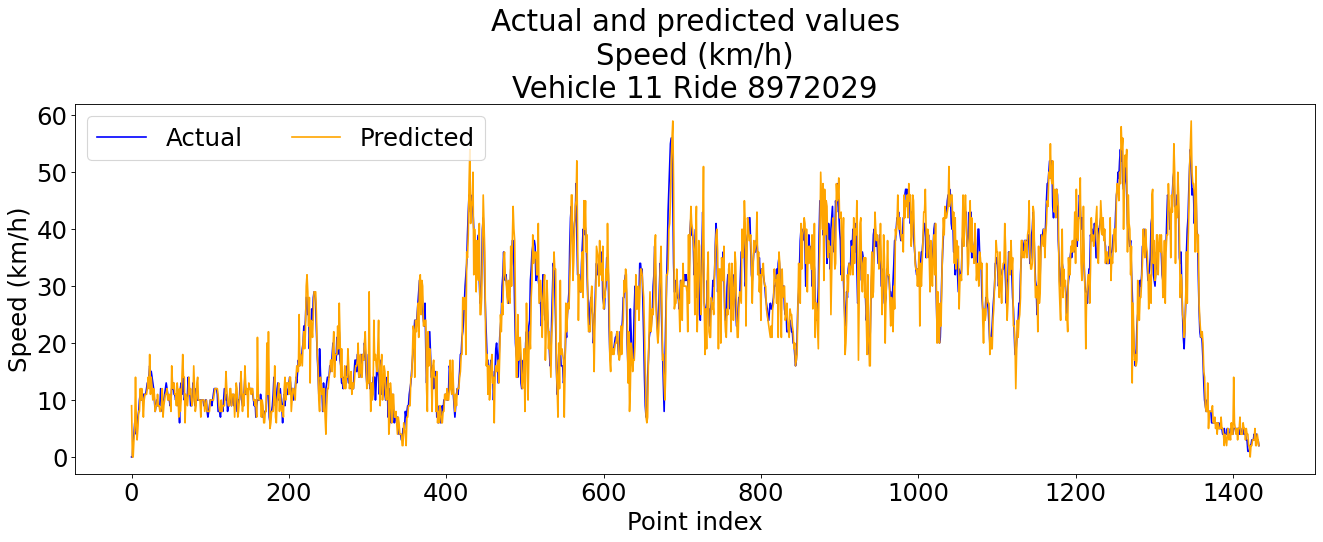 Actual and predicted values
Speed (km/h)
Vehicle 11 Ride 8972029
Actual
Predicted
Speed (km/h)
60
50
40
30
20
10
0
0 200 400 600 800 1000 1200 1400
Point index